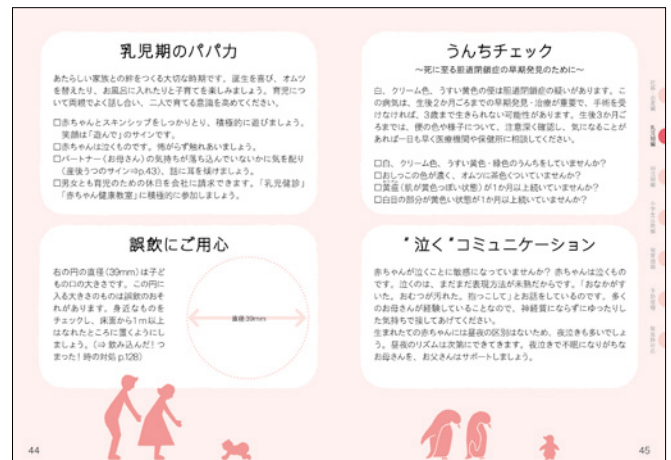 乳児期のパパ力
あたらしい家族との絆をつくる大切な時期です。誕生を喜び、オムツ
を替えたり、お風呂に入れたりと子育てを楽しみましょう。育児につ
いて両親でよく話し合い、二人で育てる意識を高めてください。
□赤ちゃんとスキンシップをしっかりとり、積極的に遊びましょう。
笑顔は「遊んで」のサインです。
□赤ちゃんは泣くものです。怖がらず触れあいましょう。
□パートナー(お母さん)の気持ちが落ち込んでいないかに気を配り
(産後うつのサイン⇒p.43)、話に耳を傾けましょう。
□男女とも育児のための休日を会社に請求できます。「乳児健診」
「赤ちゃん健康教室」に積極的に参加しましょう。
誤飲にご用心
右の円の直径(39mm)は子ど
もの口の大きさです。この円に
入る大きさのものは誤飲のおそ
れがあります。身近なものを
チェックし、床面から1m以上
はなれたところに置くようにし
ましょう。(⇒飲み込んだ!つ
まった!時の対処 p.128)
直径39mm
44
うんちチェック
〜死に至る胆道閉鎖症の早期発見のために〜
白、クリーム色、うすい黄色の便は胆道閉鎖症の疑いがあります。こ
の病気は、生後2か月ごろまでの早期発見・治療が重要で、手術を受
けなければ、3歳まで生きられない可能性があります。生後3か月ご
ろまでは、便の色や様子について、注意深く確認し、気になることが
あれば一日も早く医療機関や保健所に相談してください。
□白、クリーム色、うすい黄色・緑色のうんちをしていませんか?
□おしっこの色が濃く、オムツに茶色くついていませんか?
□黄疸(肌が黄色っぽい状態)が1か月以上続いていませんか?
□白目の部分が黄色い状態が1か月以上続いていませんか?
"泣く"コミュニケーション
赤ちゃんが泣くことに敏感になっていませんか? 赤ちゃんは泣くもの
です。泣くのは、まだまだ表現方法が未熟だからです。「おなかがす
いた。おむつが汚れた。抱っこして」とお話をしているのです。多く
のお母さんが経験していることなので、神経質にならずにゆったりし
た気持ちで接してあげてください。
生まれたての赤ちゃんには昼夜の区別はないため、夜泣きも多いでしょ
う。昼夜のリズムは次第にできてきます。夜泣きで不眠になりがちな
お母さんを、お父さんはサポートしましょう。
45